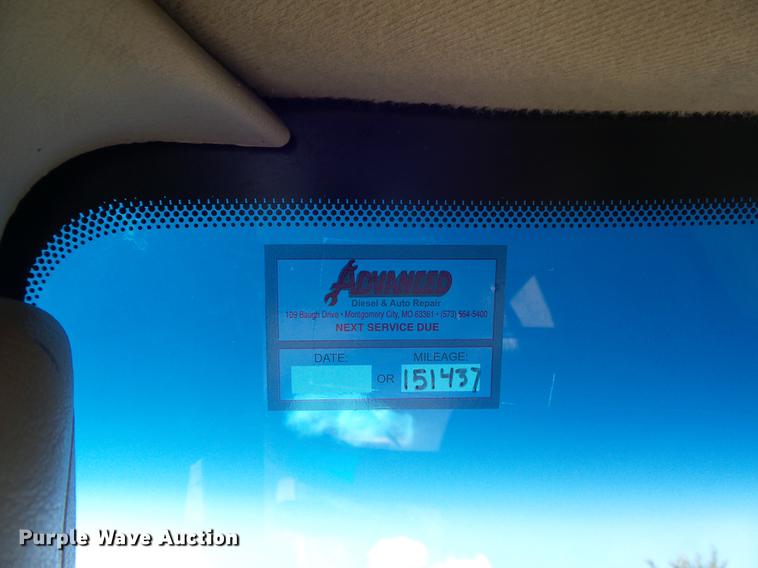 ADVANCED
Diesel & Auto Repair
109 Baugh Drive • Montgomery City, MO 63361 • (573) 564-5400
NEXT SERVICE DUE
DATE: MILEAGE:
OR 151437
Purple Wave Auction